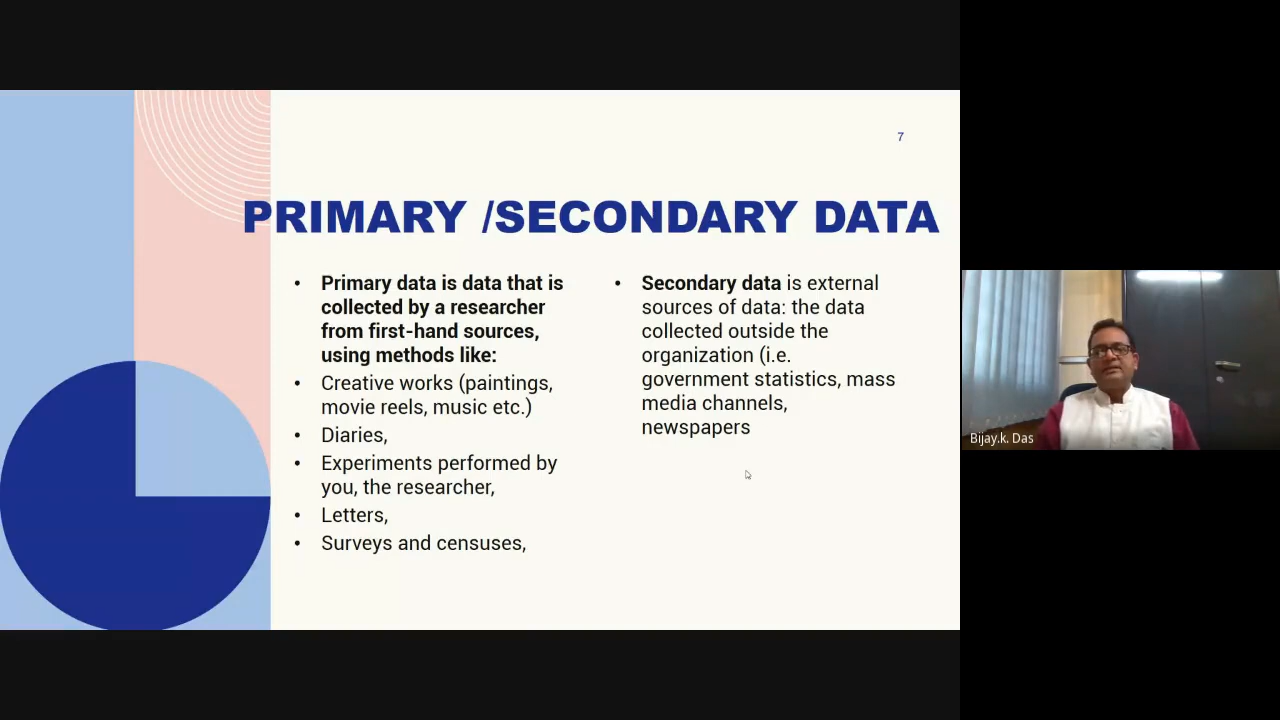 7
PRIMARY /SECONDARY DATA
• Primary data is data that is
collected by a researcher
from first-hand sources,
using methods like:
• Creative works (paintings,
movie reels, music etc.)
• Diaries,
• Experiments performed by
you, the researcher,
• Letters,
• Surveys and censuses,
• Secondary data is external
sources of data: the data
collected outside the
organization (i.e.
government statistics, mass
media channels,
newspapers
Bijay.k. Das